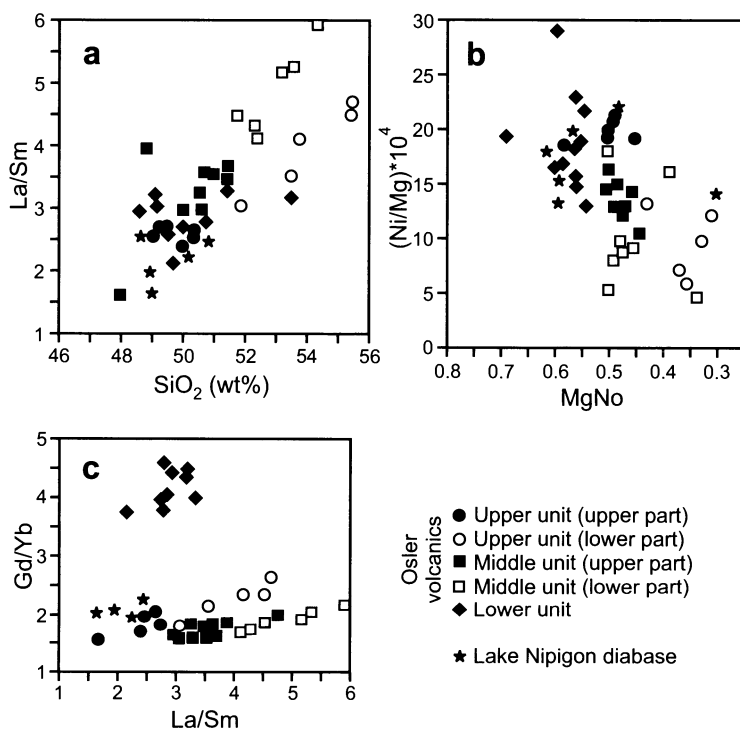 a
6
5
4
3
2
1
La/Sm
46 48 50 52 54 56
SiO₂ (wt%)
b
30
25
20
15
10
5
0
(Ni/Mg)*10⁴
0.8 0.7 0.6 0.5 0.4 0.3
MgNo
c
5
4
3
2
1
Gd/Yb
1 2 3 4 5 6
La/Sm
Osler
volcanics
Upper unit (upper part)
Upper unit (lower part)
Middle unit (upper part)
Middle unit (lower part)
Lower unit
Lake Nipigon diabase